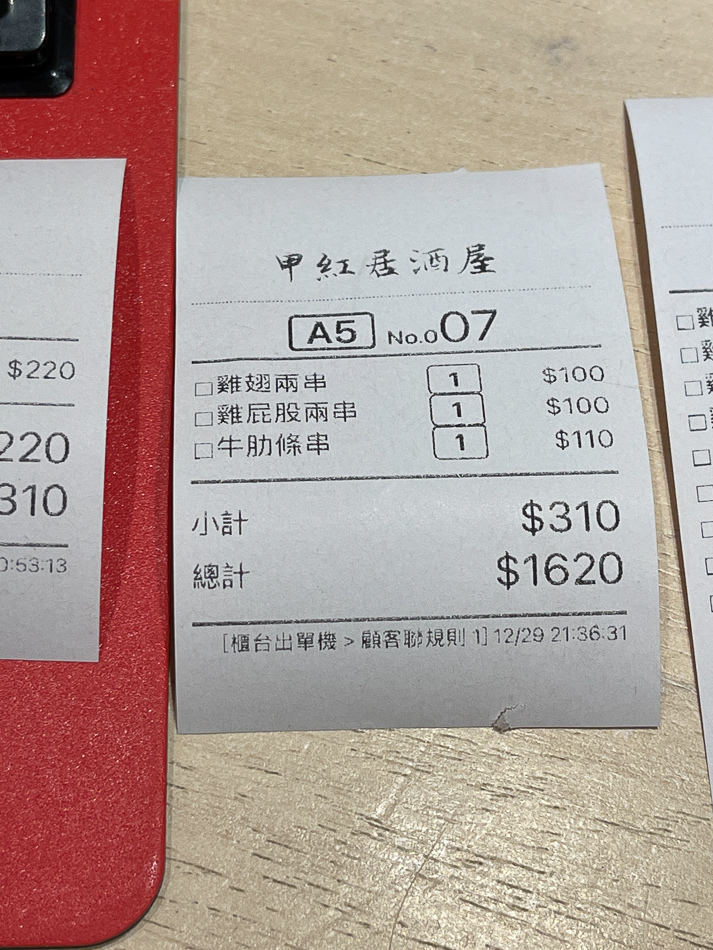 $220
220
310
0:53:13
甲紅居酒屋
A5 No.007
□雞翅兩串 1 $100
□雞屁股兩串 1 $100
□牛肋條串 1 $110
小計 $310
總計 $1620
[櫃台出單機 > 顧客聯規則 1] 12/29 21:36:31